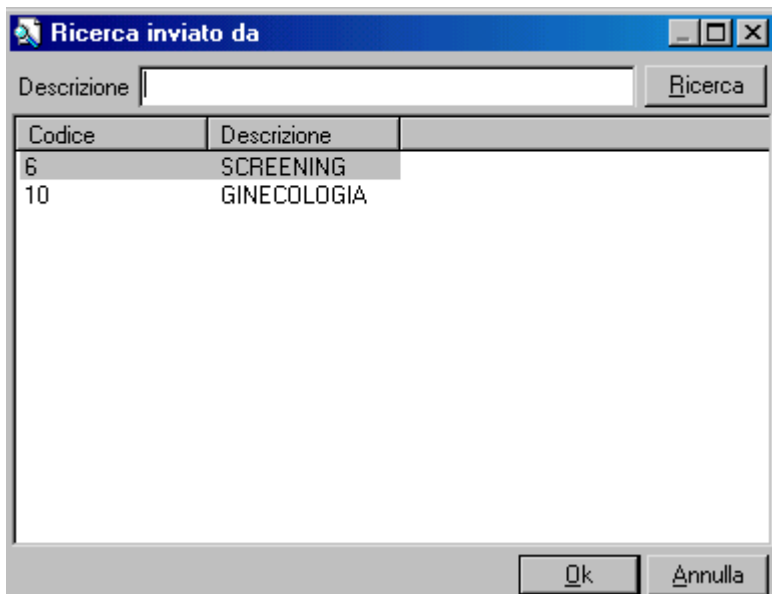 Ricerca inviato da
Descrizione Ricerca
Codice Descrizione
6 SCREENING
10 GINECOLOGIA
Ok Annulla